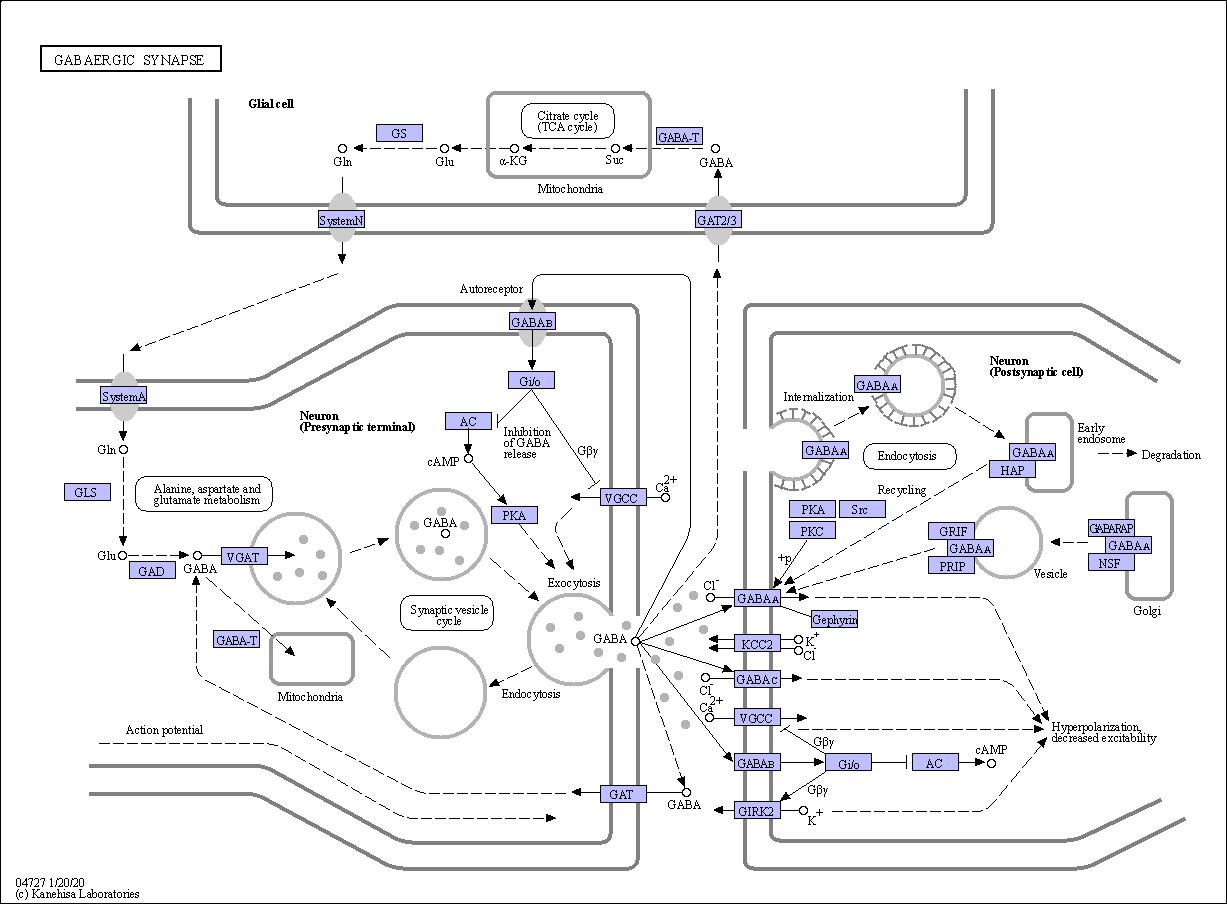 GABAERGIC SYNAPSE
Glial cell
Citrate cycle
(TCA cycle)
GS
GABA-T
Gln
Glu
α-KG
Suc
GABA
Mitochondria
SystemN
GAT2/3
Autoreceptor
GABAB
Neuron
(Postsynaptic cell)
Gi/o
GABAA
SystemA
Internalization
Neuron
(Presynaptic terminal)
AC
Inhibition
of GABA
release
Gβγ
Early
endosome
Gln
cAMP
GABAA
Endocytosis
GABAA
HAP
Degradation
GLS
Alanine, aspartate and
glutamate metabolism
VGCC
Ca2+
Recycling
PKA
Src
PKC
GABA
PKA
GRIF
GABAA
PRIP
GABARAP
GABAA
NSF
Glu
GAD
GABA
VGAT
+p
Vesicle
Exocytosis
Cl-
GABAA
Golgi
Synaptic vesicle
cycle
Gephyrin
GABA-T
GABA
KCC2
K+
Cl-
Mitochondria
Endocytosis
GABAC
Cl-
Ca2+
VGCC
Action potential
Hyperpolarization,
decreased excitability
Gβγ
GABAB
Gi/o
AC
cAMP
Gβγ
GAT
GABA
GIRK2
K+
04727 1/20/20
(c) Kanehisa Laboratories